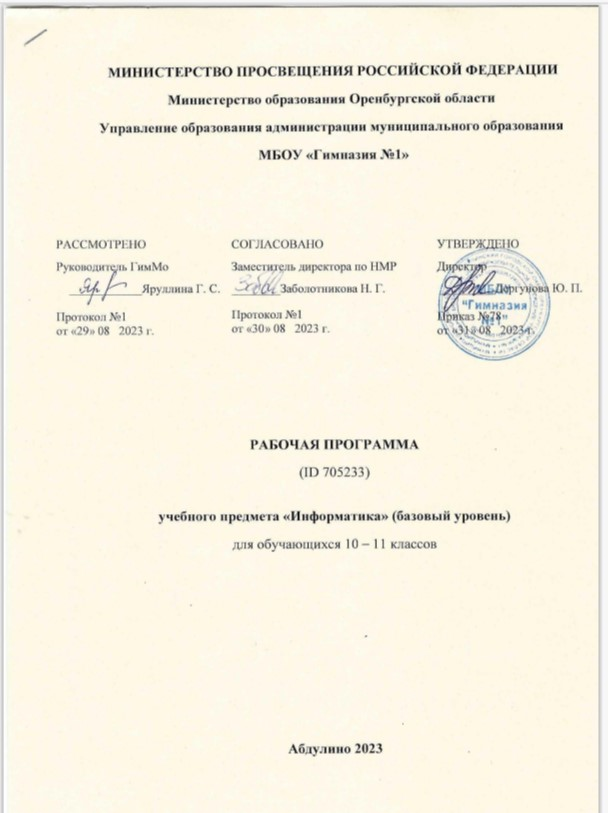 МИНИСТЕРСТВО ПРОСВЕЩЕНИЯ РОССИЙСКОЙ ФЕДЕРАЦИИ
Министерство образования Оренбургской области
Управление образования администрации муниципального образования
МБОУ «Гимназия №1»
РАССМОТРЕНО
Руководитель ГимМо
Яруллина Г. С.
Протокол №1
от «29» 08 2023 г.
СОГЛАСОВАНО
Заместитель директора по НМР
Заболотникова Н. Г.
Протокол №1
от «30» 08 2023 г.
УТВЕРЖДЕНО
Директор
Ю. П.
Приказ №78
от «31» 08 2023 г.
"Гимназия
№1"
РАБОЧАЯ ПРОГРАММА
(ID 705233)
учебного предмета «Информатика» (базовый уровень)
для обучающихся 10 – 11 классов
Абдулино 2023